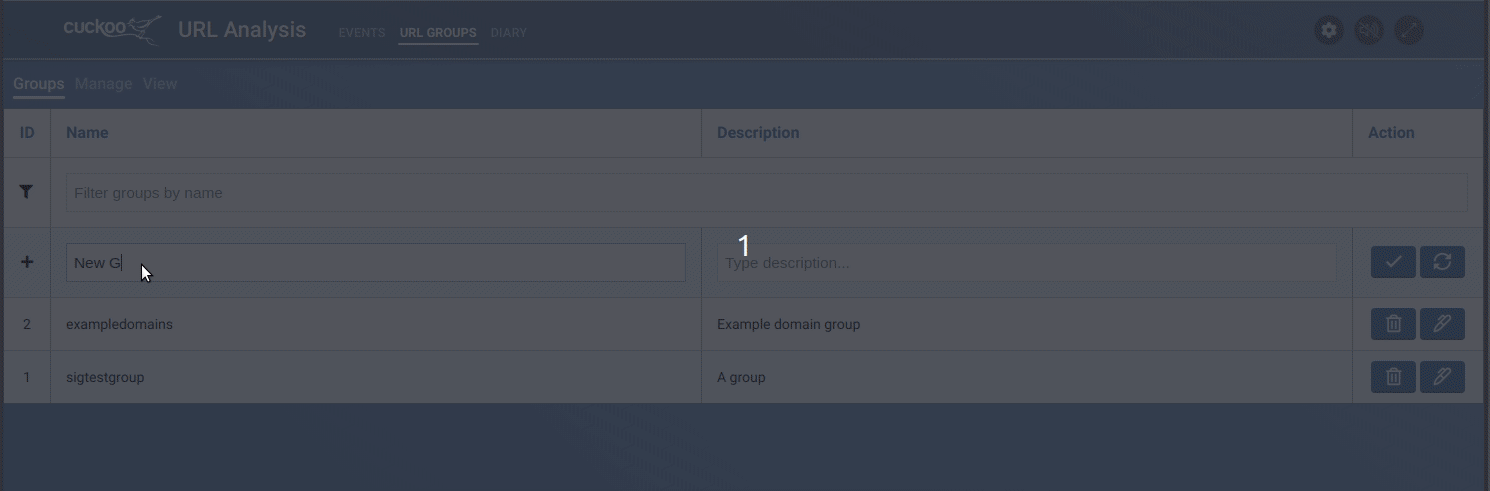 cuckoo URL Analysis EVENTS URL GROUPS DIARY
Groups Manage View
ID Name Description Action
Filter groups by name
1
New G Type description...
2 exampledomains Example domain group
1 sigtestgroup A group